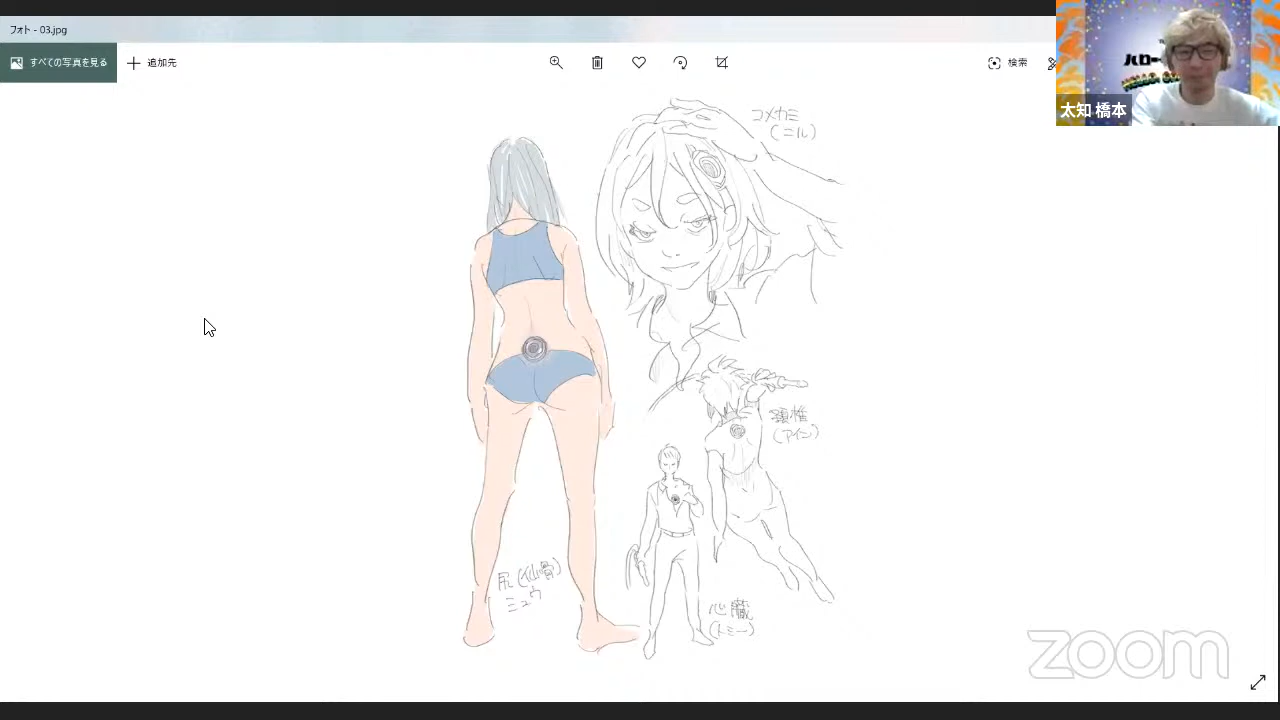 フォト - 03.jpg
すべての写真を見る
追加先
検索
太知 橋本
ハロー
コメカミ
(ニル)
頚椎
(アイン)
尻(仙骨)
ミュウ
心臓
(トミー)
zoom